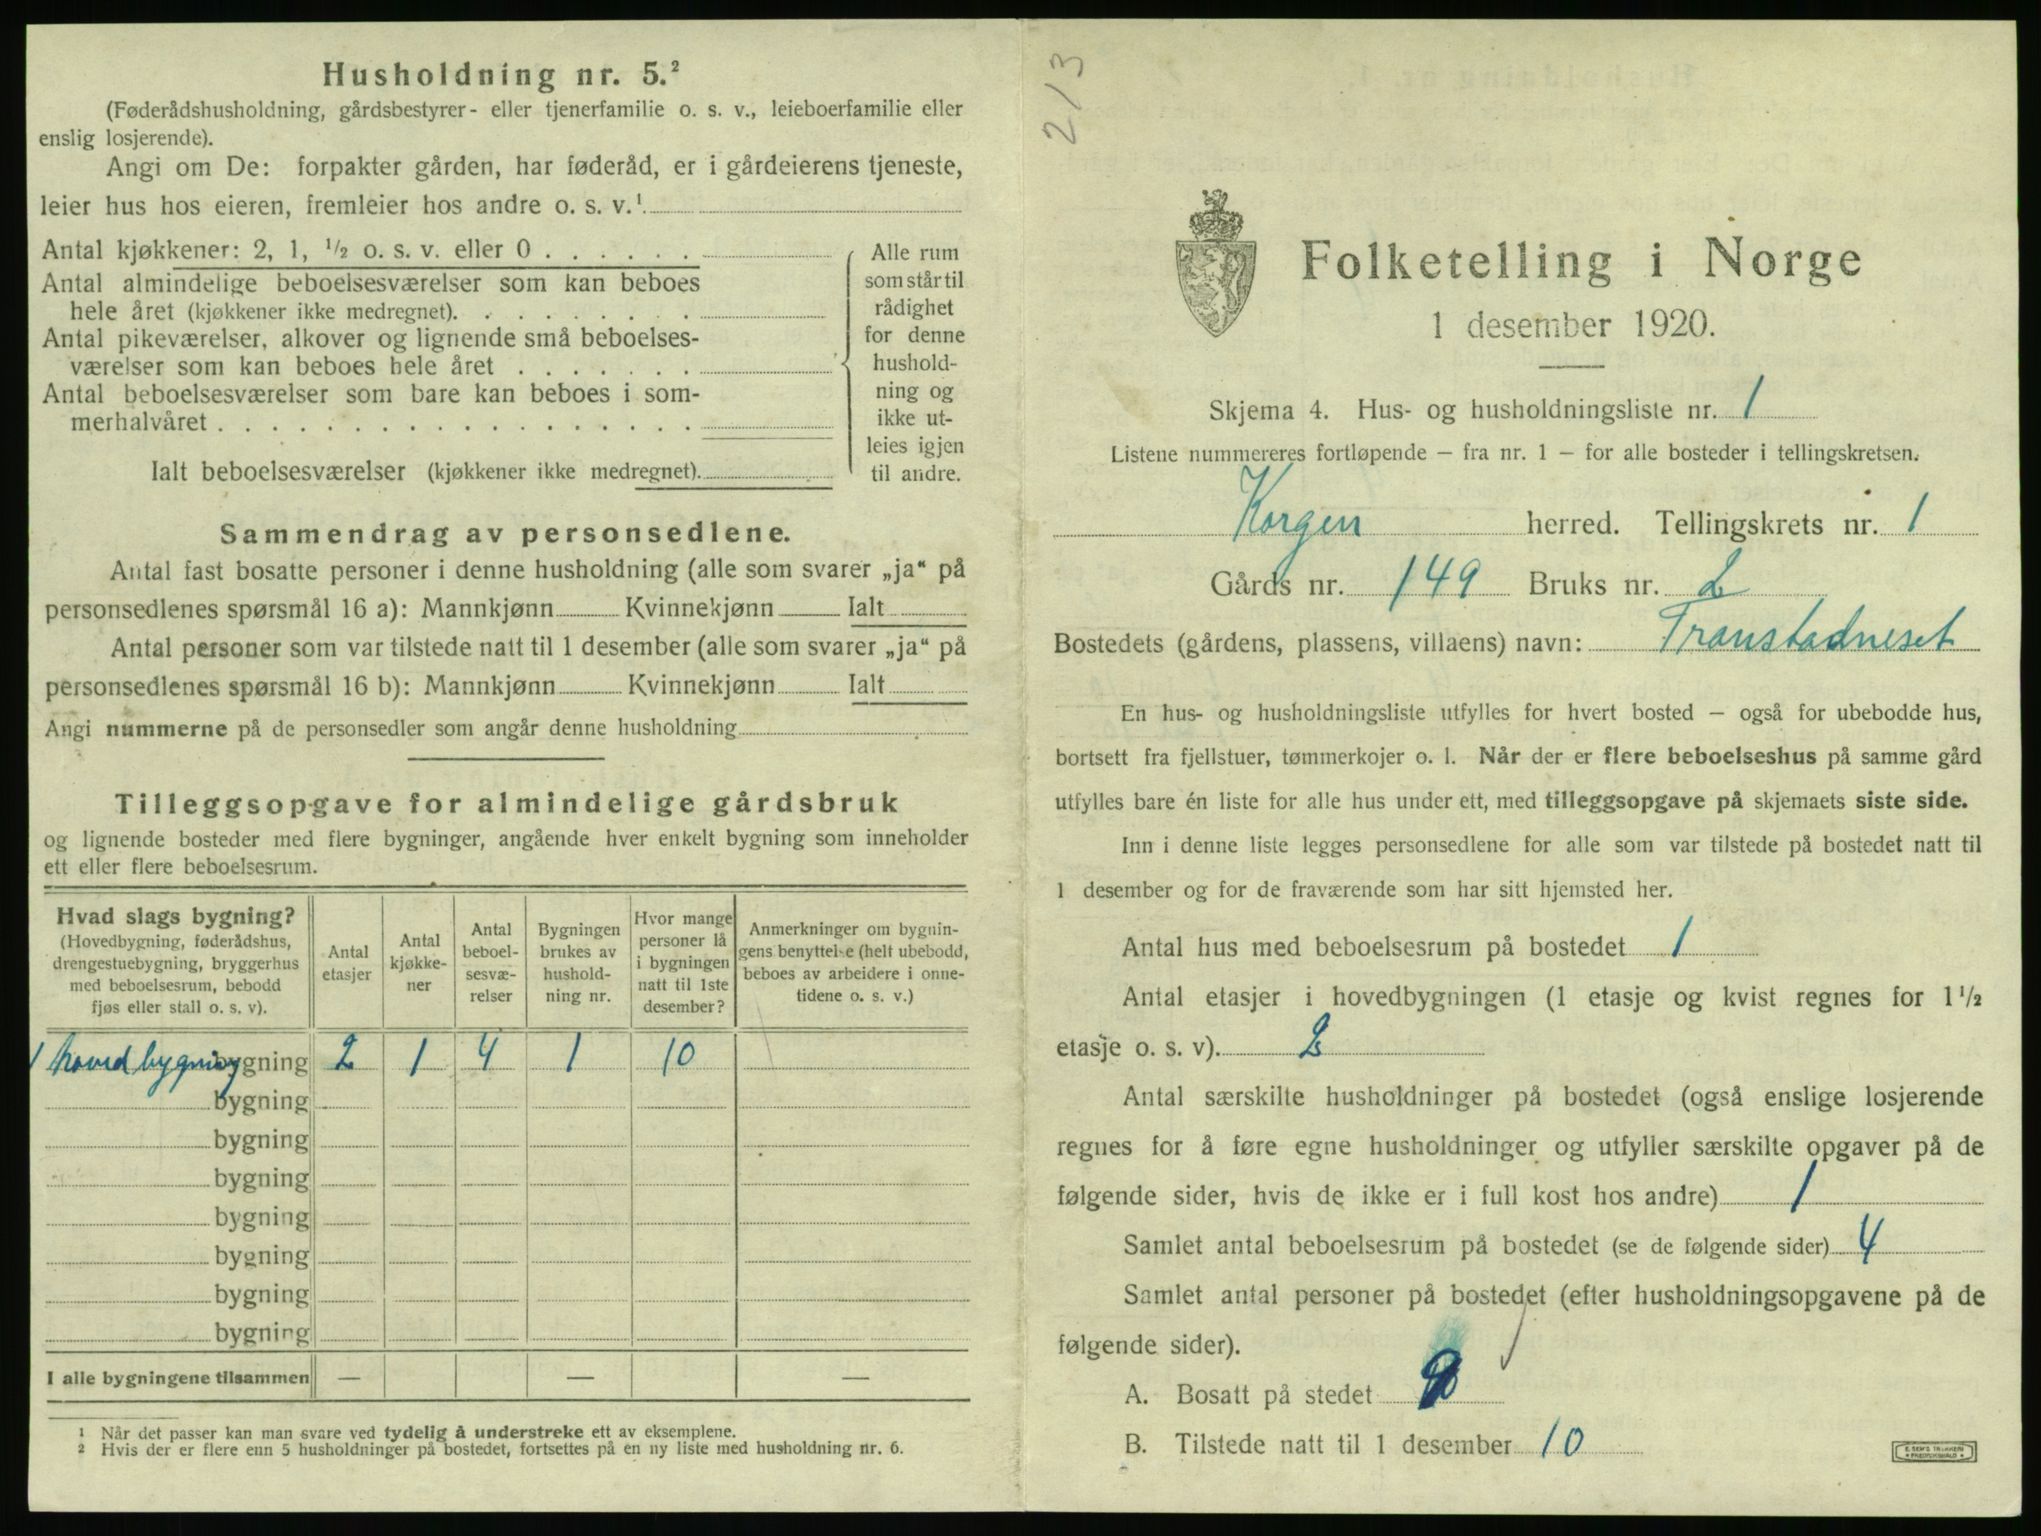 Husholdning nr. 5.²
(Føderådshusholdning, gårdsbestyrer- eller tjenerfamilie o. s. v., leieboerfamilie eller
enslig losjerende).
Angi om De: forpakter gården, har føderåd, er i gårdeierens tjeneste,
leier hus hos eieren, fremleier hos andre o. s. v.¹
Antal kjøkkener: 2, 1, ½ o. s. v. eller 0 . . . . . .
Antal almindelige beboelsesværelser som kan beboes
hele året (kjøkkener ikke medregnet). . . . . . . .
Antal pikeværelser, alkover og lignende små beboelses-
værelser som kan beboes hele året . . . . . . .
Antal beboelsesværelser som bare kan beboes i som-
merhalvåret . . . . . . . . . . . . . . . . . .
Ialt beboelsesværelser (kjøkkener ikke medregnet).
Alle rum
som står til
rådighet
for denne
hushold-
ning og
ikke ut-
leies igjen
til andre.
Sammendrag av personsedlene.
Antal fast bosatte personer i denne husholdning (alle som svarer „ja“ på
personsedlenes spørsmål 16 a): Mannkjønn Kvinnekjønn Ialt
Antal personer som var tilstede natt til 1 desember (alle som svarer „ja“ på
personsedlenes spørsmål 16 b): Mannkjønn Kvinnekjønn Ialt
Angi nummerne på de personsedler som angår denne husholdning
Tilleggsopgave for almindelige gårdsbruk
og lignende bosteder med flere bygninger, angående hver enkelt bygning som inneholder
ett eller flere beboelsesrum.
Hvad slags bygning?
(Hovedbygning, føderådshus,
drengestuebygning, bryggerhus
med beboelsesrum, bebodd
fjøs eller stall o. s. v).
Antal
etasjer
Antal
kjøkke-
ner
Antal
beboel-
sesvæ-
relser
Bygningen
brukes av
hushold-
ning nr.
Hvor mange
personer lå
i bygningen
natt til 1ste
desember?
Anmerkninger om bygnin-
gens benyttelse (helt ubebodd,
beboes av arbeidere i onne-
tidene o. s. v.)
1 hovedbygning bygning 2 1 4 1 10
bygning
bygning
bygning
bygning
bygning
bygning
bygning
I alle bygningene tilsammen — — —
¹ Når det passer kan man svare ved tydelig å understreke ett av eksemplene.
² Hvis der er flere enn 5 husholdninger på bostedet, fortsettes på en ny liste med husholdning nr. 6.
213
Folketelling i Norge
1 desember 1920.
Skjema 4. Hus- og husholdningsliste nr. 1
Listene nummereres fortløpende – fra nr. 1 – for alle bosteder i tellingskretsen.
Korgen herred. Tellingskrets nr. 1
Gårds nr. 149 Bruks nr. 2
Bostedets (gårdens, plassens, villaens) navn: Transtadneset
En hus- og husholdningsliste utfylles for hvert bosted – også for ubebodde hus,
bortsett fra fjellstuer, tømmerkojer o. l. Når der er flere beboelseshus på samme gård
utfylles bare én liste for alle hus under ett, med tilleggsopgave på skjemaets siste side.
Inn i denne liste legges personsedlene for alle som var tilstede på bostedet natt til
1 desember og for de fraværende som har sitt hjemsted her.
Antal hus med beboelsesrum på bostedet 1
Antal etasjer i hovedbygningen (1 etasje og kvist regnes for 1½
etasje o. s. v). 2
Antal særskilte husholdninger på bostedet (også enslige losjerende
regnes for å føre egne husholdninger og utfyller særskilte opgaver på de
følgende sider, hvis de ikke er i full kost hos andre) 1
Samlet antal beboelsesrum på bostedet (se de følgende sider) 4
Samlet antal personer på bostedet (efter husholdningsopgavene på de
følgende sider).
A. Bosatt på stedet
B. Tilstede natt til 1 desember 10